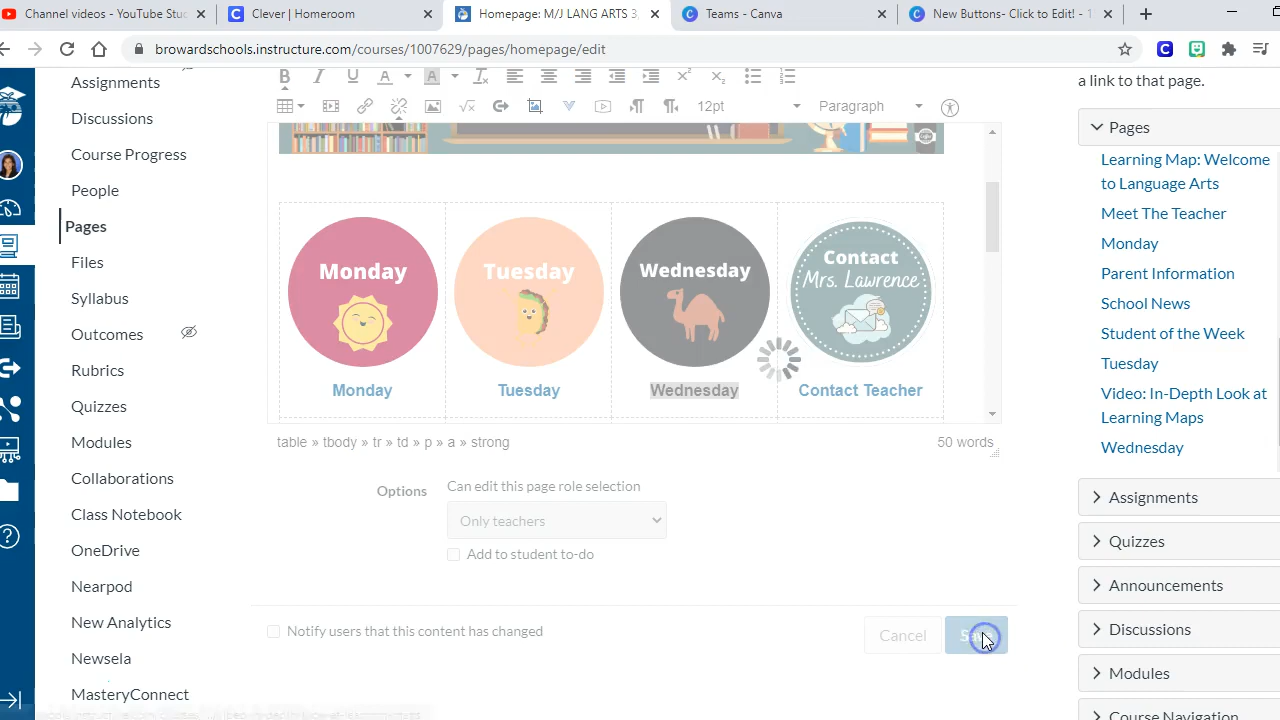 Channel videos - YouTube Stu
Clever | Homeroom
Homepage: M/J LANG ARTS 3,
Teams - Canva
New Buttons- Click to Edit! - 1
browardschools.instructure.com/courses/1007629/pages/homepage/edit
12pt
Paragraph
a link to that page.
Assignments
Discussions
Course Progress
People
Pages
Files
Syllabus
Outcomes
Rubrics
Quizzes
Modules
Collaborations
Class Notebook
OneDrive
Nearpod
New Analytics
Newsela
MasteryConnect
Monday
Tuesday
Wednesday
Contact
Mrs. Lawrence
Monday
Tuesday
Wednesday
Contact Teacher
table » tbody » tr » td » p » a » strong
50 words
Options
Can edit this page role selection
Only teachers
Add to student to-do
Notify users that this content has changed
Cancel
Save
Pages
Learning Map: Welcome
to Language Arts
Meet The Teacher
Monday
Parent Information
School News
Student of the Week
Tuesday
Video: In-Depth Look at
Learning Maps
Wednesday
Assignments
Quizzes
Announcements
Discussions
Modules
Course Navigation